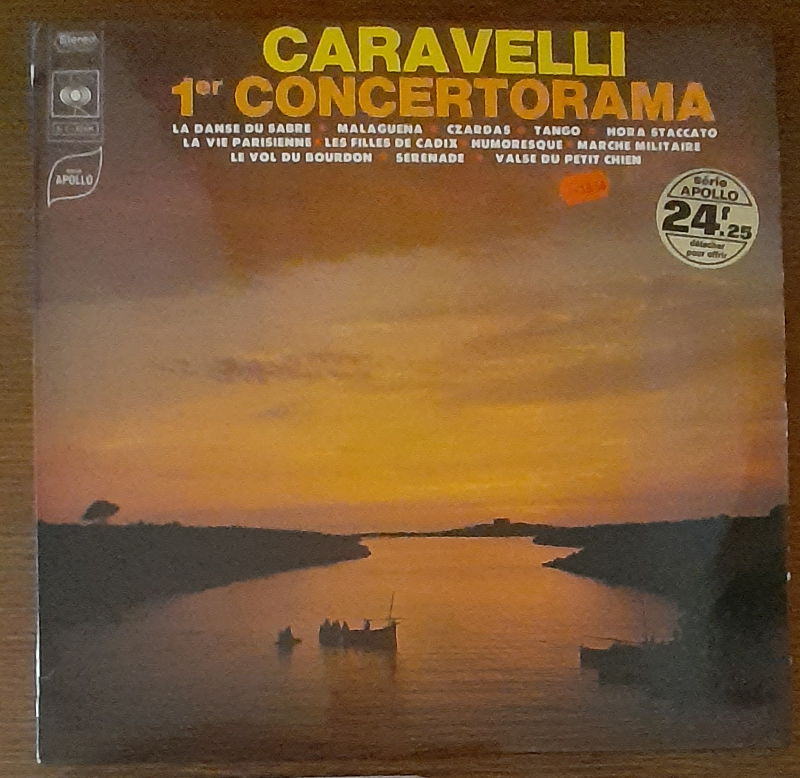 Stereo
CARAVELLI
1er CONCERTORAMA
LA DANSE DU SABRE • MALAGUENA • CZARDAS • TANGO • HORA STACCATO
LA VIE PARISIENNE • LES FILLES DE CADIX • HUMORESQUE • MARCHE MILITAIRE
LE VOL DU BOURDON • SERENADE • VALSE DU PETIT CHIEN
APOLLO
Série
APOLLO
24F.25
détacher
pour offrir